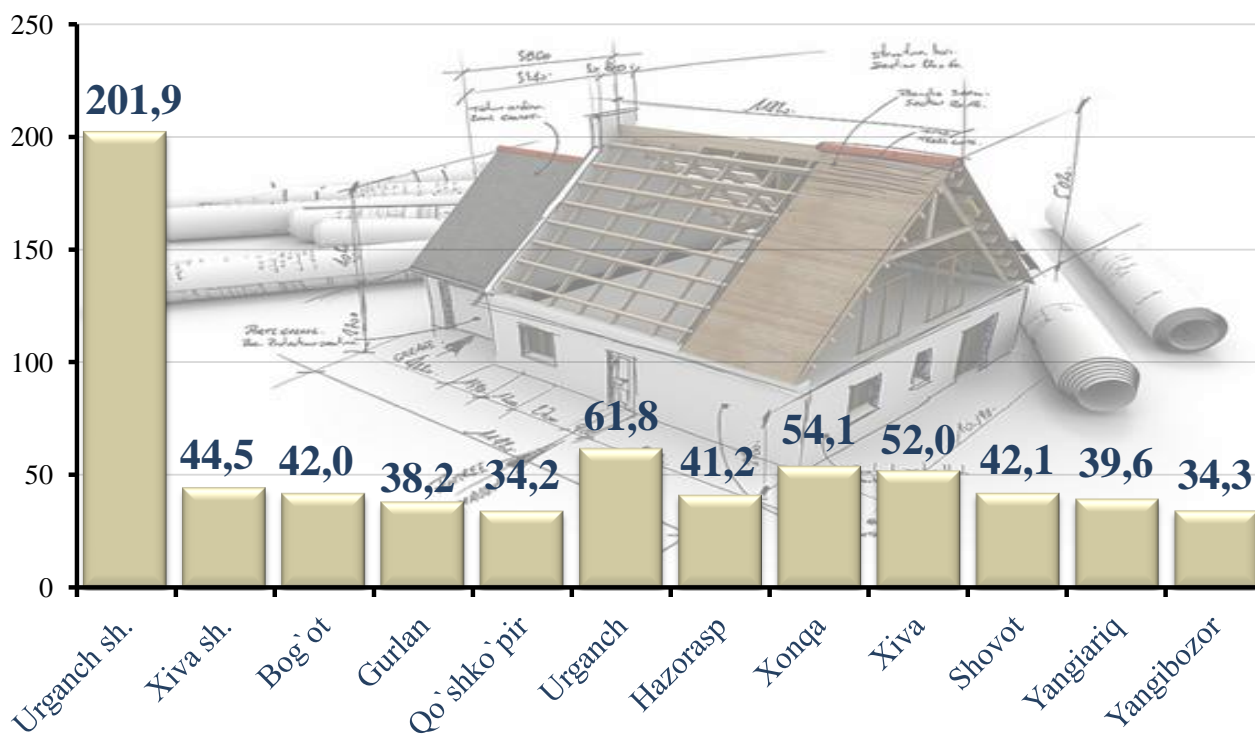 250
200
150
100
50
0
201,9
44,5
42,0
38,2
34,2
61,8
41,2
54,1
52,0
42,1
39,6
34,3
Urganch sh.
Xiva sh.
Bog`ot
Gurlan
Qo`shko`pir
Urganch
Hazorasp
Xonqa
Xiva
Shovot
Yangiariq
Yangibozor